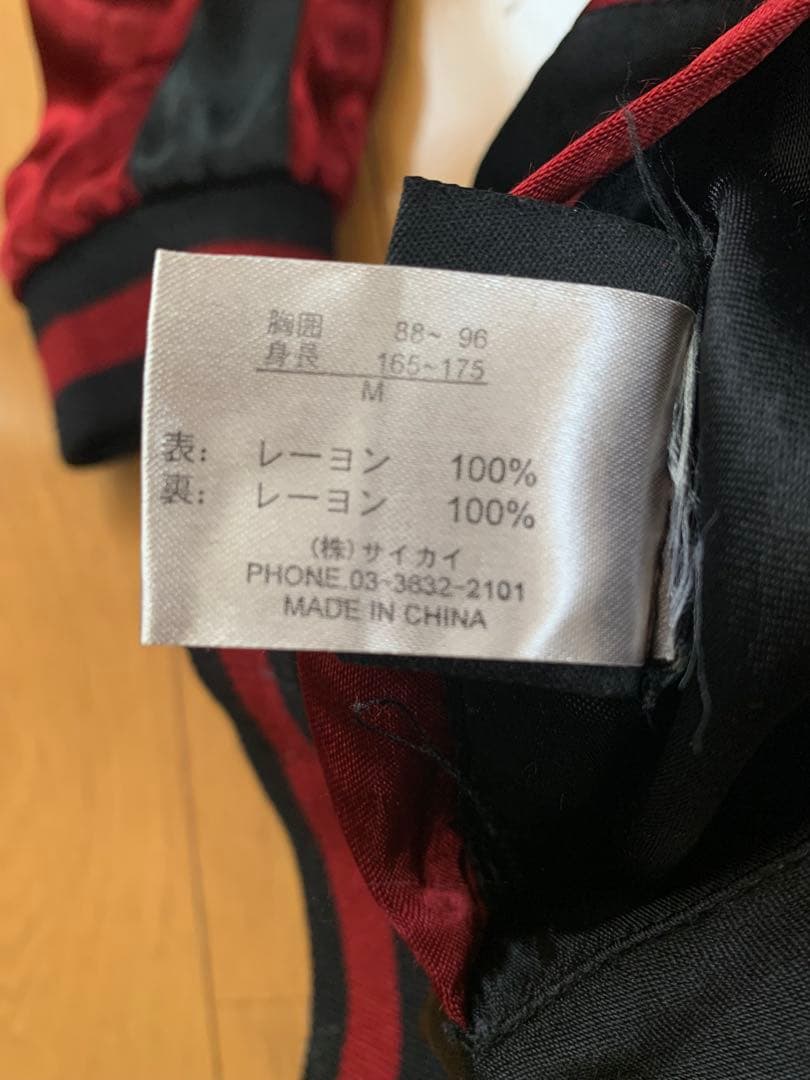 胸囲 88~ 96
身長 165~175
M
表: レーヨン 100%
裏: レーヨン 100%
(株)サイカイ
PHONE.03-3632-2101
MADE IN CHINA